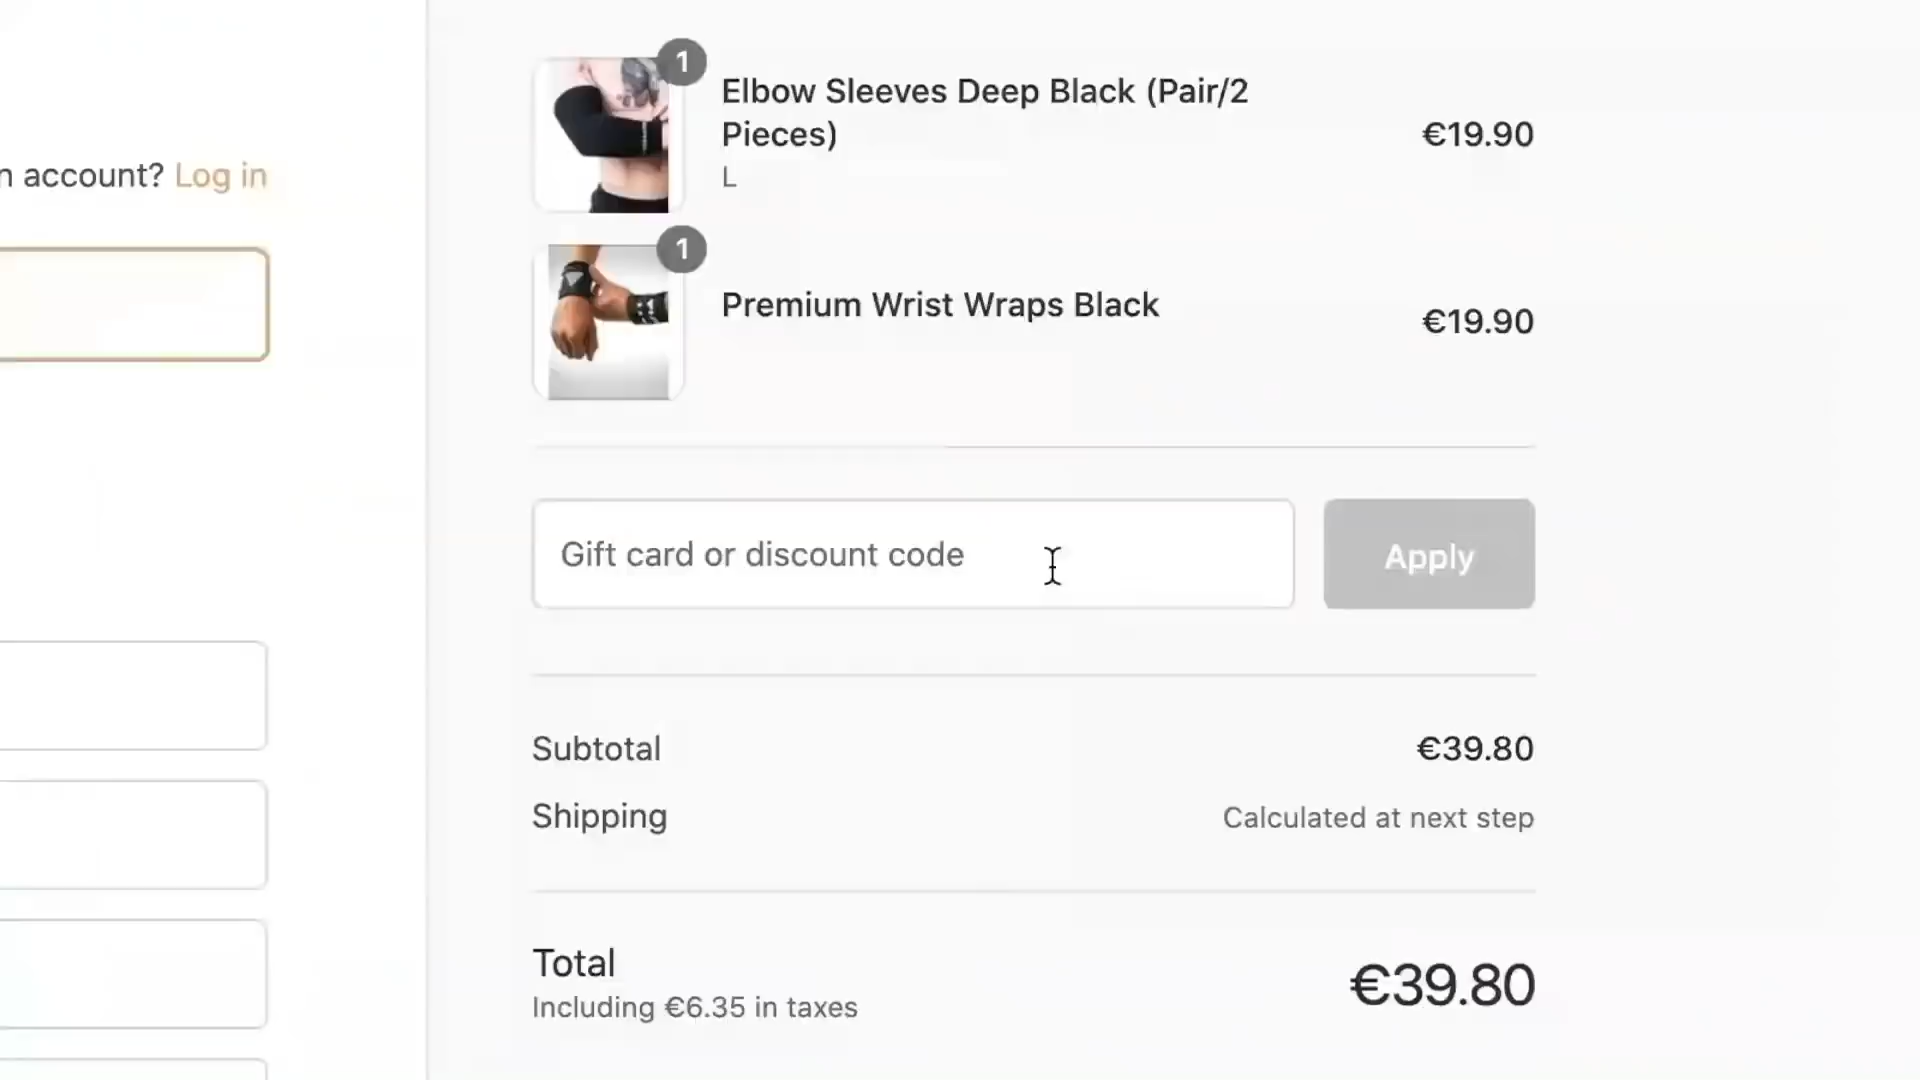 1
Elbow Sleeves Deep Black (Pair/2
Pieces)
L
€19.90
n account? Log in
1
Premium Wrist Wraps Black
€19.90
Gift card or discount code
Apply
Subtotal
€39.80
Shipping
Calculated at next step
Total
€39.80
Including €6.35 in taxes